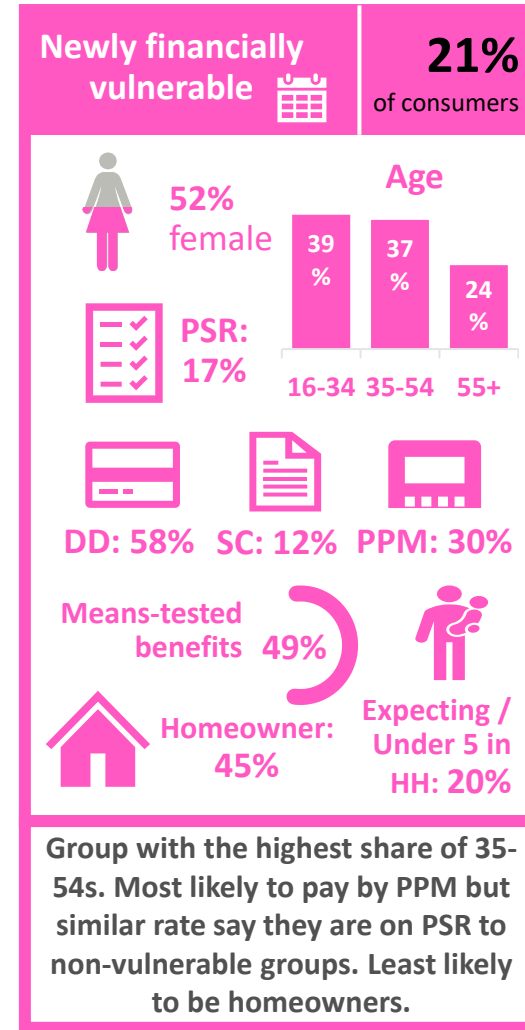 Newly financially
vulnerable
21%
of consumers
52%
female
Age
39
%
37
%
24
%
16-34 35-54 55+
PSR:
17%
DD: 58% SC: 12% PPM: 30%
Means-tested
benefits 49%
Homeowner:
45%
Expecting /
Under 5 in
HH: 20%
Group with the highest share of 35-
54s. Most likely to pay by PPM but
similar rate say they are on PSR to
non-vulnerable groups. Least likely
to be homeowners.